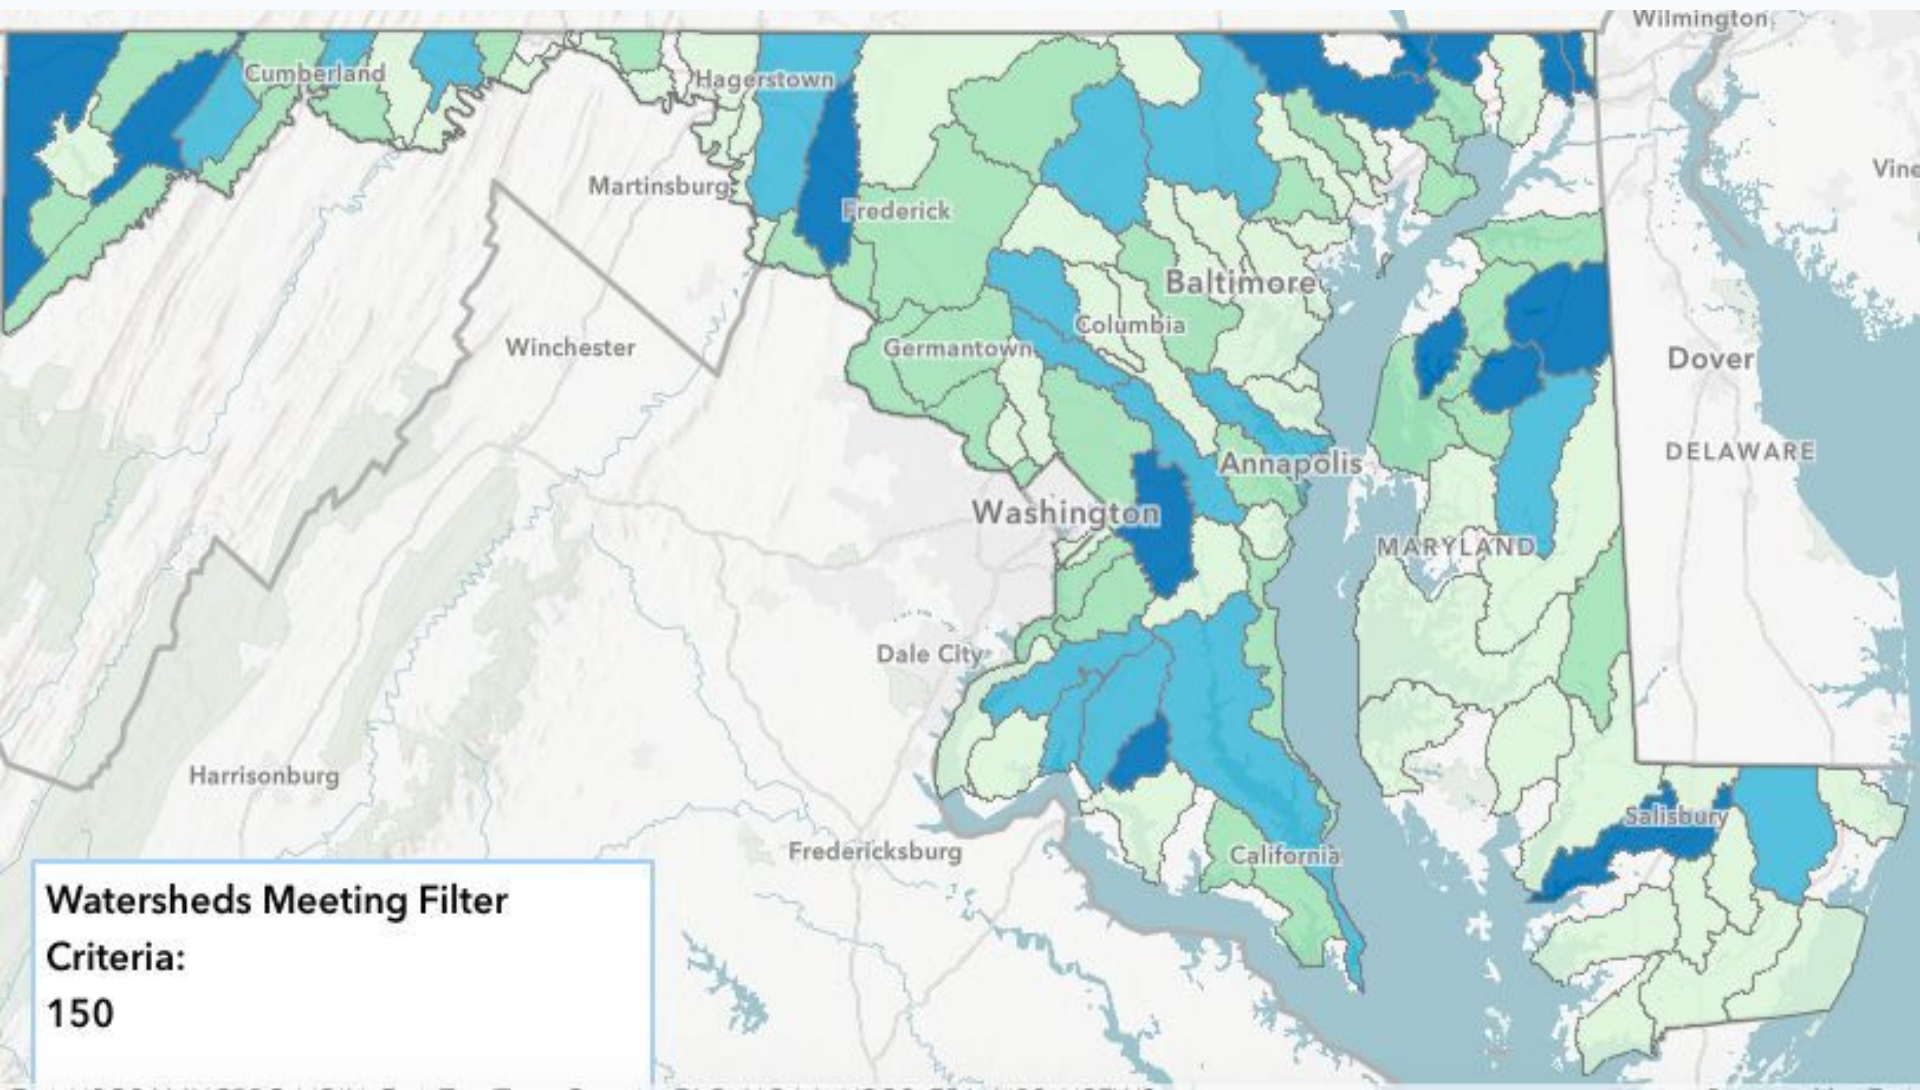 Wilmington
Cumberland
Hagerstown
Vine
Martinsburg
Frederick
Baltimore
Columbia
Winchester
Germantown
Dover
DELAWARE
Annapolis
Washington
MARYLAND
Dale City
Harrisonburg
Salisbury
Fredericksburg
California
Watersheds Meeting Filter
Criteria:
150